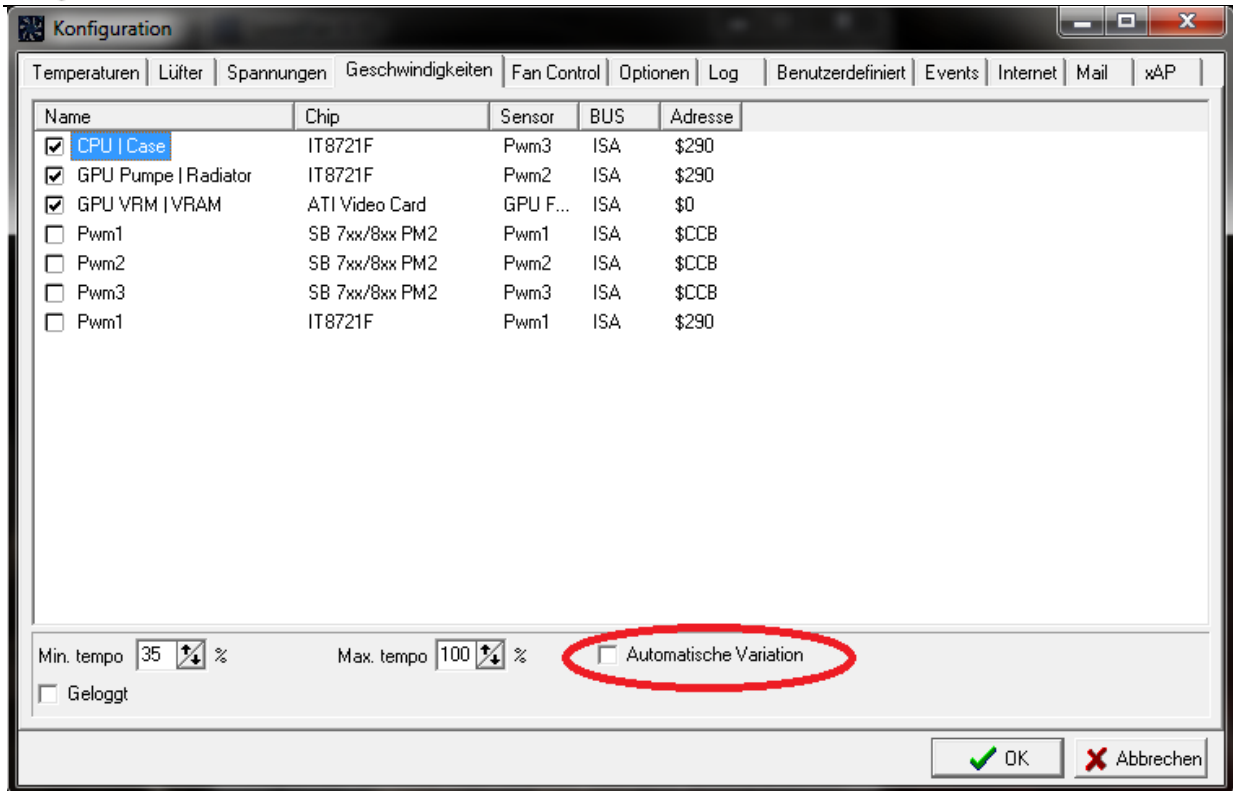 Konfiguration
Temperaturen Lüfter Spannungen Geschwindigkeiten Fan Control Optionen Log Benutzerdefiniert Events Internet Mail xAP
Name Chip Sensor BUS Adresse
CPU | Case IT8721F Pwm3 ISA $290
GPU Pumpe | Radiator IT8721F Pwm2 ISA $290
GPU VRM | VRAM ATI Video Card GPU F... ISA $0
Pwm1 SB 7xx/8xx PM2 Pwm1 ISA $CCB
Pwm2 SB 7xx/8xx PM2 Pwm2 ISA $CCB
Pwm3 SB 7xx/8xx PM2 Pwm3 ISA $CCB
Pwm1 IT8721F Pwm1 ISA $290
Min. tempo 35 % Max. tempo 100 % Automatische Variation
Geloggt
OK Abbrechen